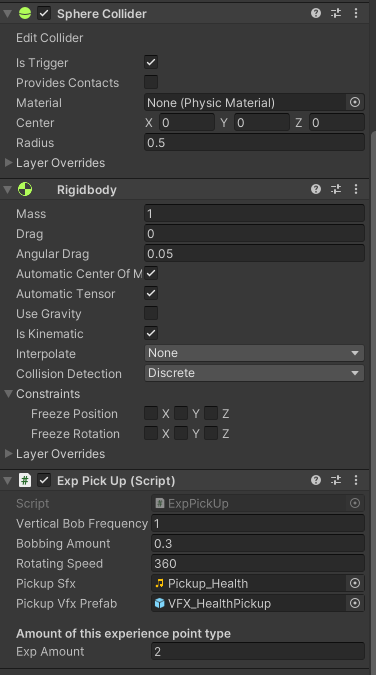 Sphere Collider
Edit Collider
Is Trigger
Provides Contacts
Material None (Physic Material)
Center X 0 Y 0 Z 0
Radius 0.5
Layer Overrides
Rigidbody
Mass 1
Drag 0
Angular Drag 0.05
Automatic Center Of M
Automatic Tensor
Use Gravity
Is Kinematic
Interpolate None
Collision Detection Discrete
Constraints
Freeze Position X Y Z
Freeze Rotation X Y Z
Layer Overrides
# Exp Pick Up (Script)
Script ExpPickUp
Vertical Bob Frequency 1
Bobbing Amount 0.3
Rotating Speed 360
Pickup Sfx Pickup_Health
Pickup Vfx Prefab VFX_HealthPickup
Amount of this experience point type
Exp Amount 2